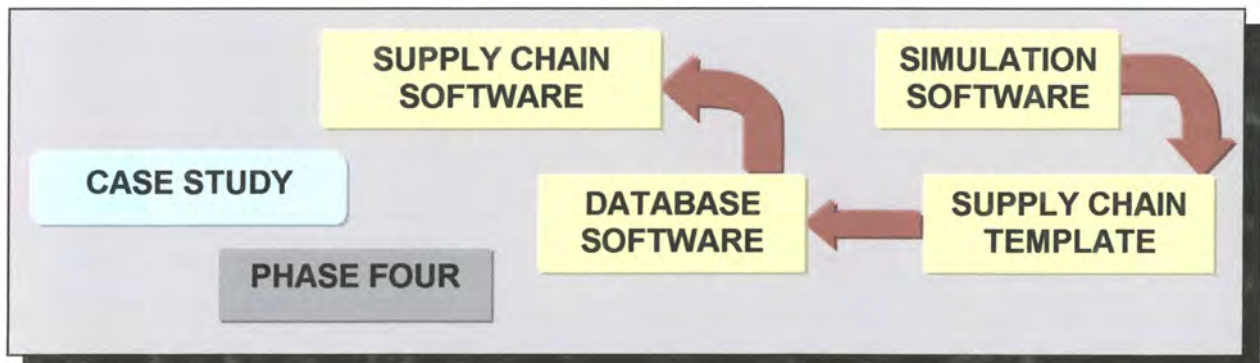 SUPPLY CHAIN
SOFTWARE
SIMULATION
SOFTWARE
CASE STUDY
DATABASE
SOFTWARE
SUPPLY CHAIN
TEMPLATE
PHASE FOUR